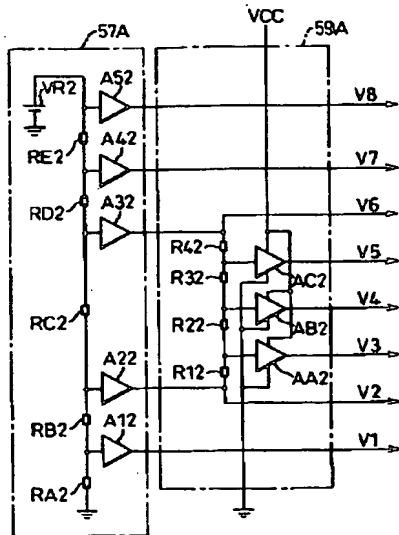 57A
VCC
59A
VR2
A52
V8
RE2
A42
V7
RD2
A32
V6
R42
V5
R32
AC2
RC2
R22
V4
AB2
A22
R12
V3
AA2
V2
RB2
A12
V1
RA2